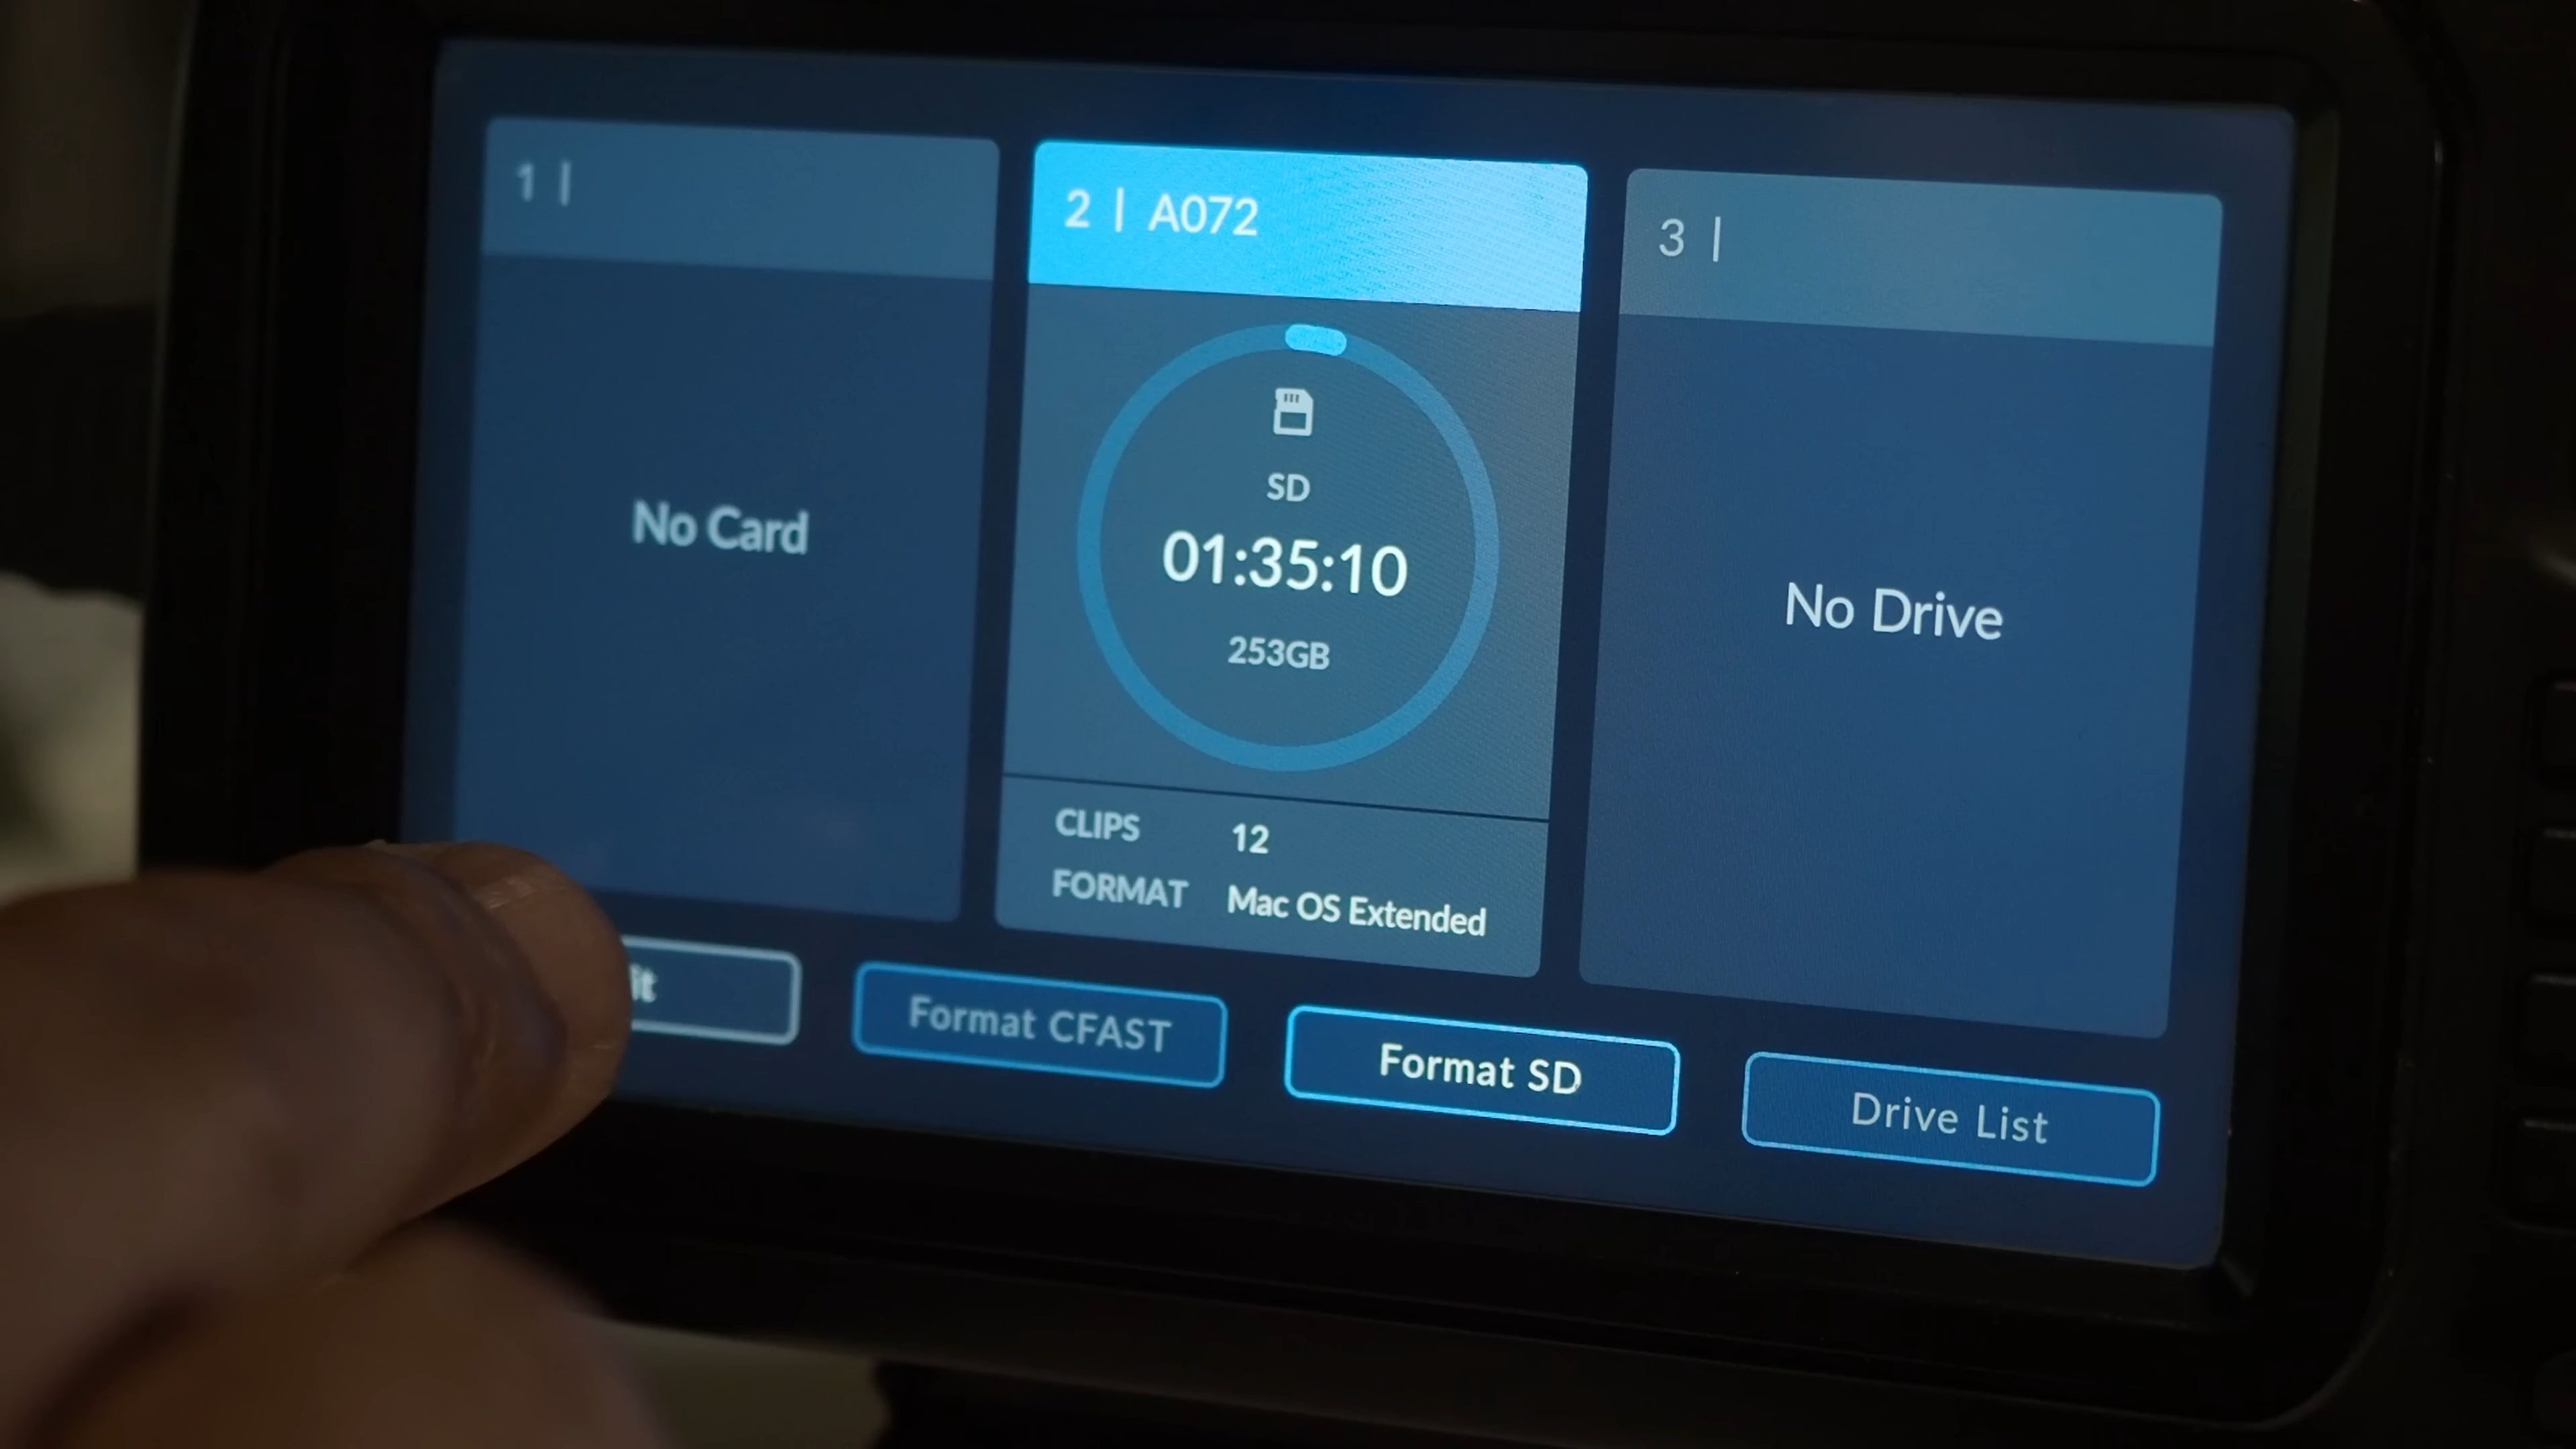 1 |
No Card
2 | A072
SD
01:35:10
253GB
CLIPS 12
FORMAT Mac OS Extended
3 |
No Drive
it
Format CFAST
Format SD
Drive List